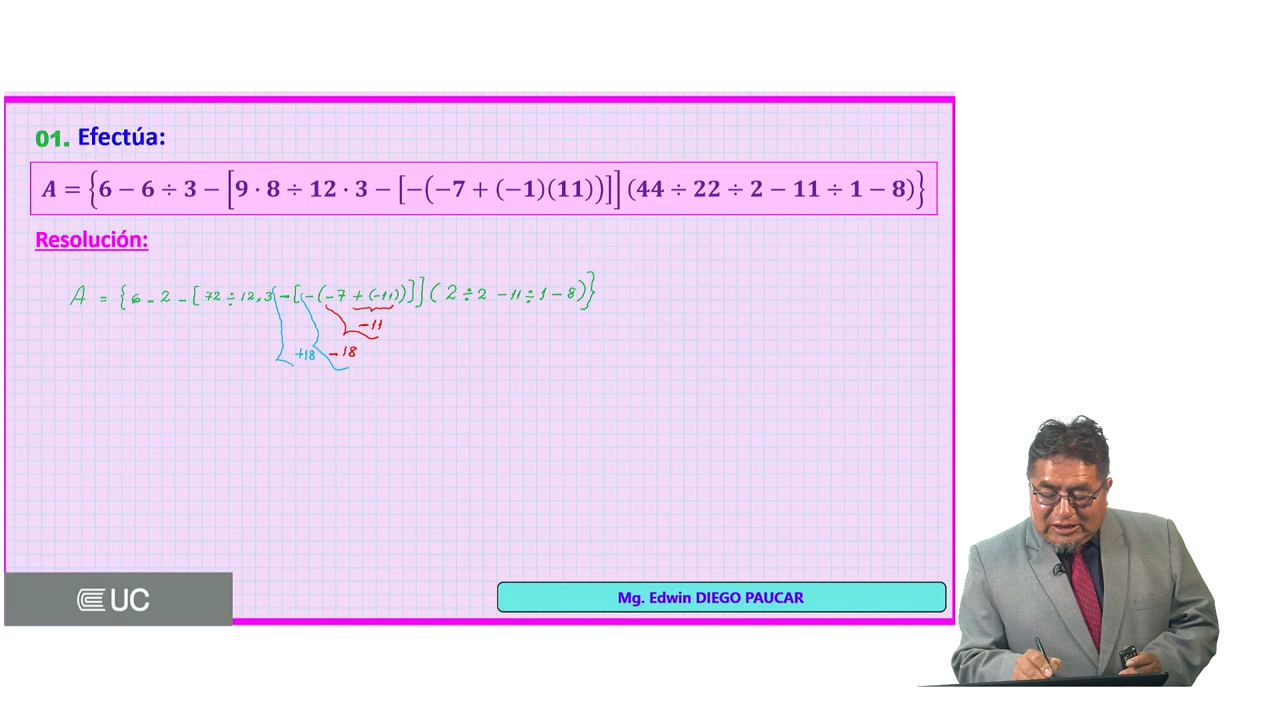 01. Efectúa:
A = {6 − 6 ÷ 3 − [9 · 8 ÷ 12 · 3 − [−(−7 + (−1)(11))]] (44 ÷ 22 ÷ 2 − 11 ÷ 1 − 8)}
Resolución:
A = {6 - 2 - [72 ÷ 12 . 3 - [-(-7 + (-11))]] (2 ÷ 2 - 11 ÷ 1 - 8)}
-11
+18 -18
UC
Mg. Edwin DIEGO PAUCAR